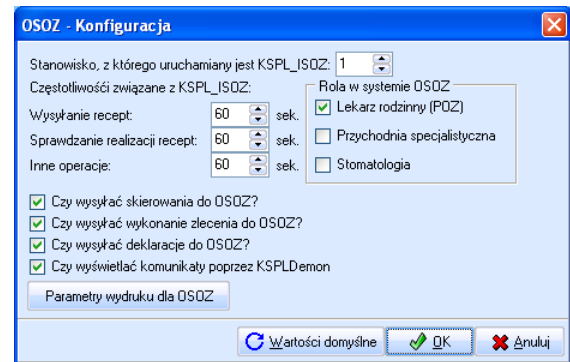 OSOZ - Konfiguracja
Stanowisko, z którego uruchamiany jest KSPL_ISOZ: 1
Częstotliwości związane z KSPL_ISOZ:
Wysyłanie recept: 60 sek.
Sprawdzanie realizacji recept: 60 sek.
Inne operacje: 60 sek.
Rola w systemie OSOZ
Lekarz rodzinny (POZ)
Przychodnia specjalistyczna
Stomatologia
Czy wysyłać skierowania do OSOZ?
Czy wysyłać wykonanie zlecenia do OSOZ?
Czy wysyłać deklaracje do OSOZ?
Czy wyświetlać komunikaty poprzez KSPLDemon
Parametry wydruku dla OSOZ
Wartości domyślne OK Anuluj